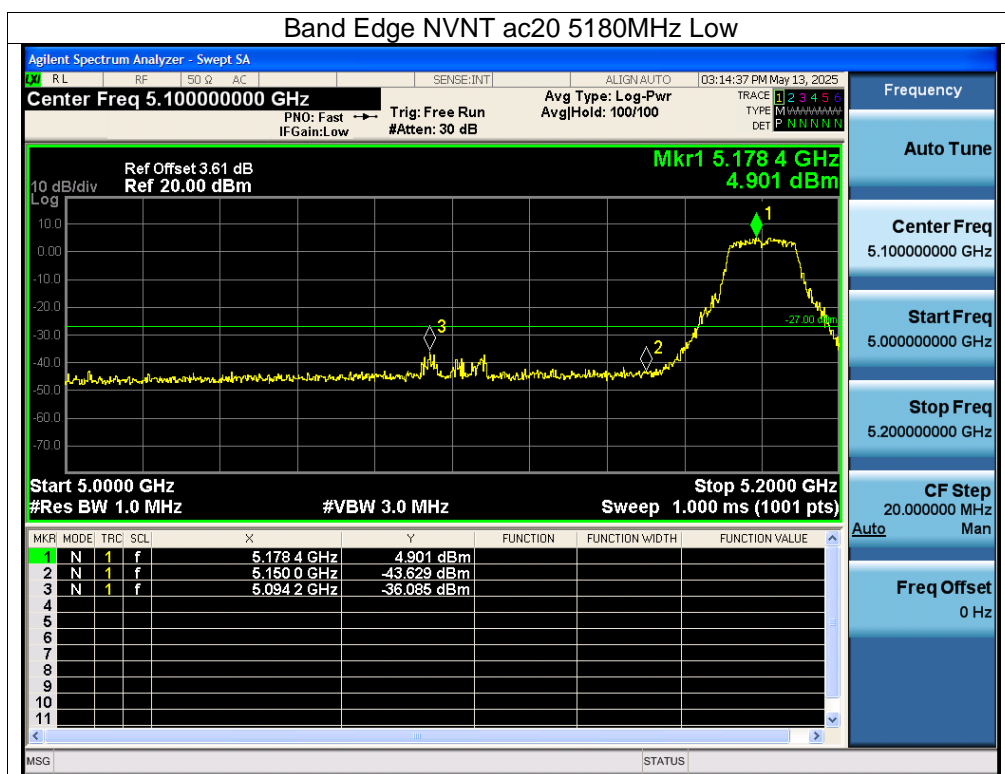 Band Edge NVNT ac20 5180MHz Low
Agilent Spectrum Analyzer - Swept SA
LXI RL RF 50 Ω AC SENSE:INT ALIGN AUTO 03:14:37 PM May 13, 2025
Center Freq 5.100000000 GHz Avg Type: Log-Pwr TRACE 1 2 3 4 5 6
PNO: Fast Trig: Free Run Avg|Hold: 100/100 TYPE M WWWWW
IFGain:Low #Atten: 30 dB DET P N N N N N
Ref Offset 3.61 dB Mkr1 5.178 4 GHz
10 dB/div Ref 20.00 dBm 4.901 dBm
Log
1
10.0
0.00
-10.0
-20.0
-27.00 dBm
-30.0
3
2
-40.0
-50.0
-60.0
-70.0
Start 5.0000 GHz Stop 5.2000 GHz
#Res BW 1.0 MHz #VBW 3.0 MHz Sweep 1.000 ms (1001 pts)
MKR MODE TRC SCL X Y FUNCTION FUNCTION WIDTH FUNCTION VALUE
1 N 1 f 5.178 4 GHz 4.901 dBm
2 N 1 f 5.150 0 GHz -43.629 dBm
3 N 1 f 5.094 2 GHz -36.085 dBm
4
5
6
7
8
9
10
11
MSG STATUS
Frequency
Auto Tune
Center Freq
5.100000000 GHz
Start Freq
5.000000000 GHz
Stop Freq
5.200000000 GHz
CF Step
20.000000 MHz
Auto Man
Freq Offset
0 Hz